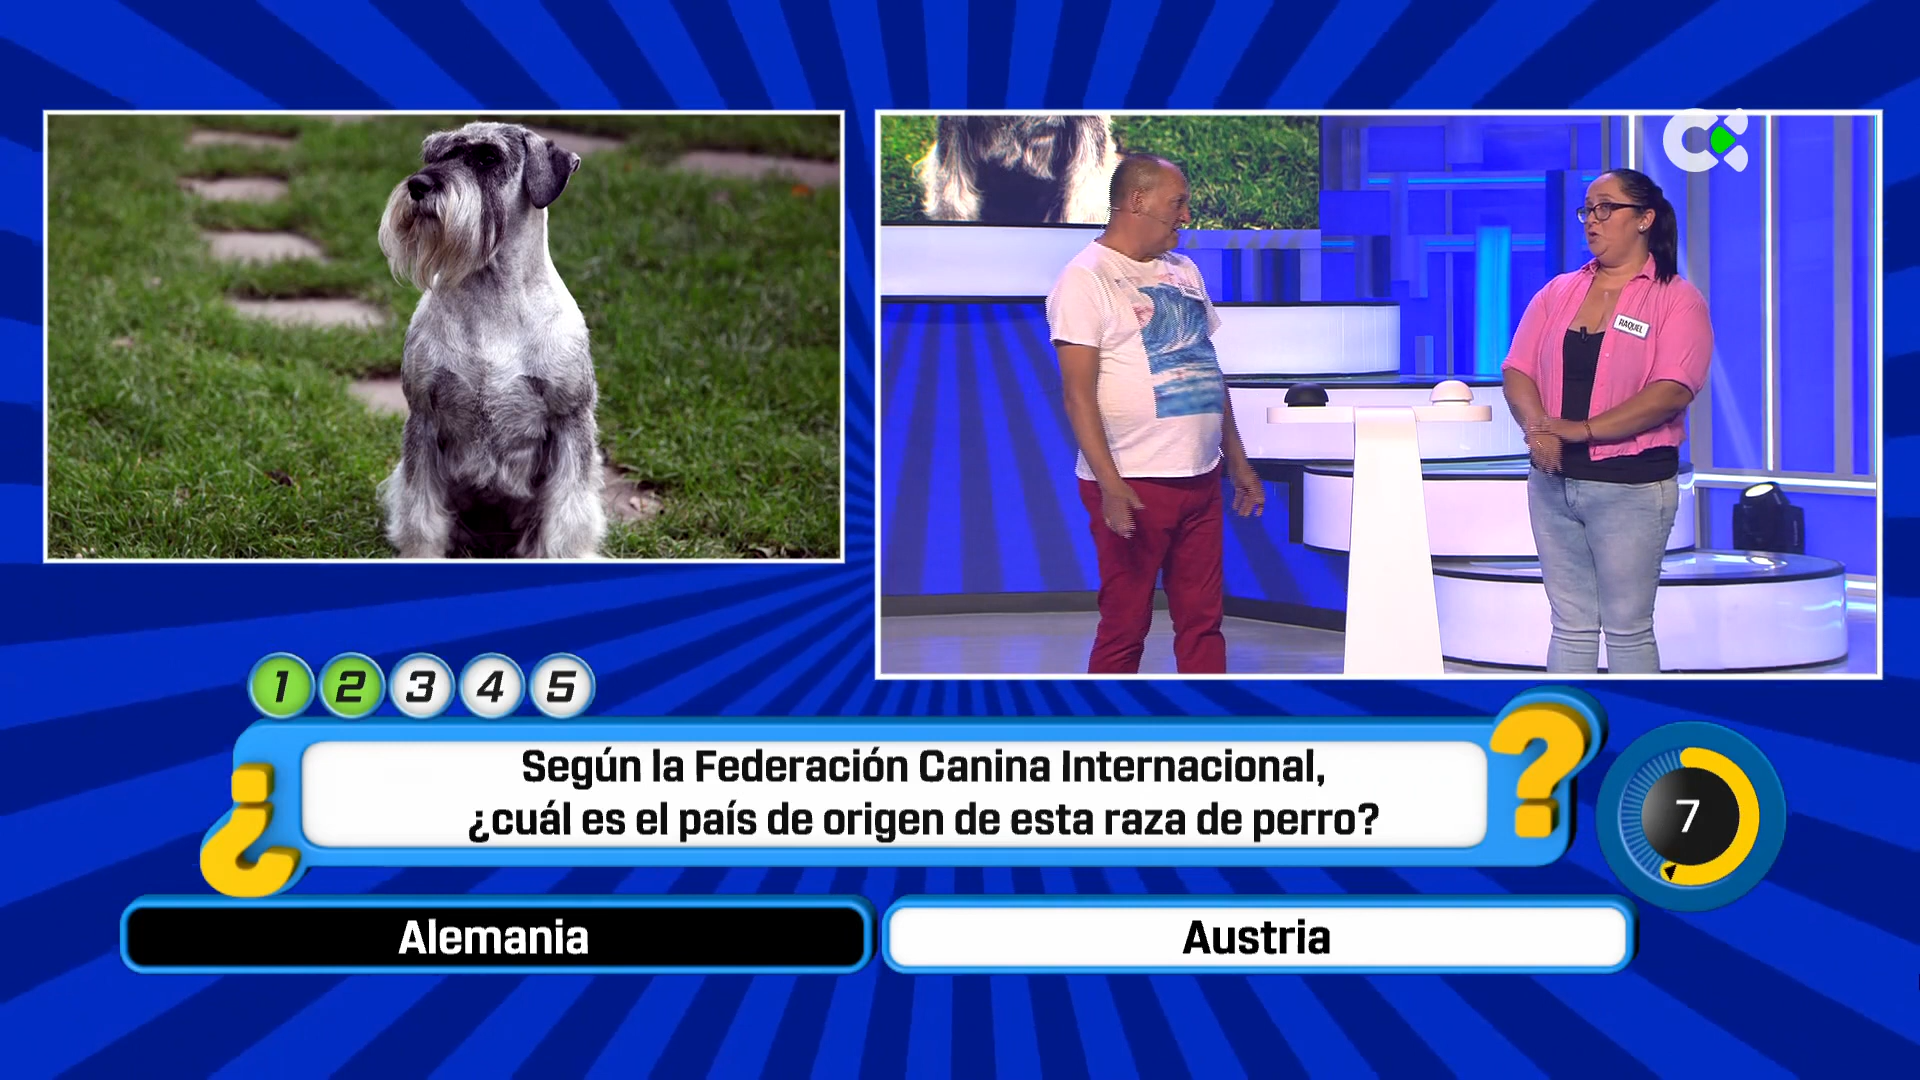 RAQUEL
1 2 3 4 5
Según la Federación Canina Internacional,
¿cuál es el país de origen de esta raza de perro?
7
Alemania
Austria